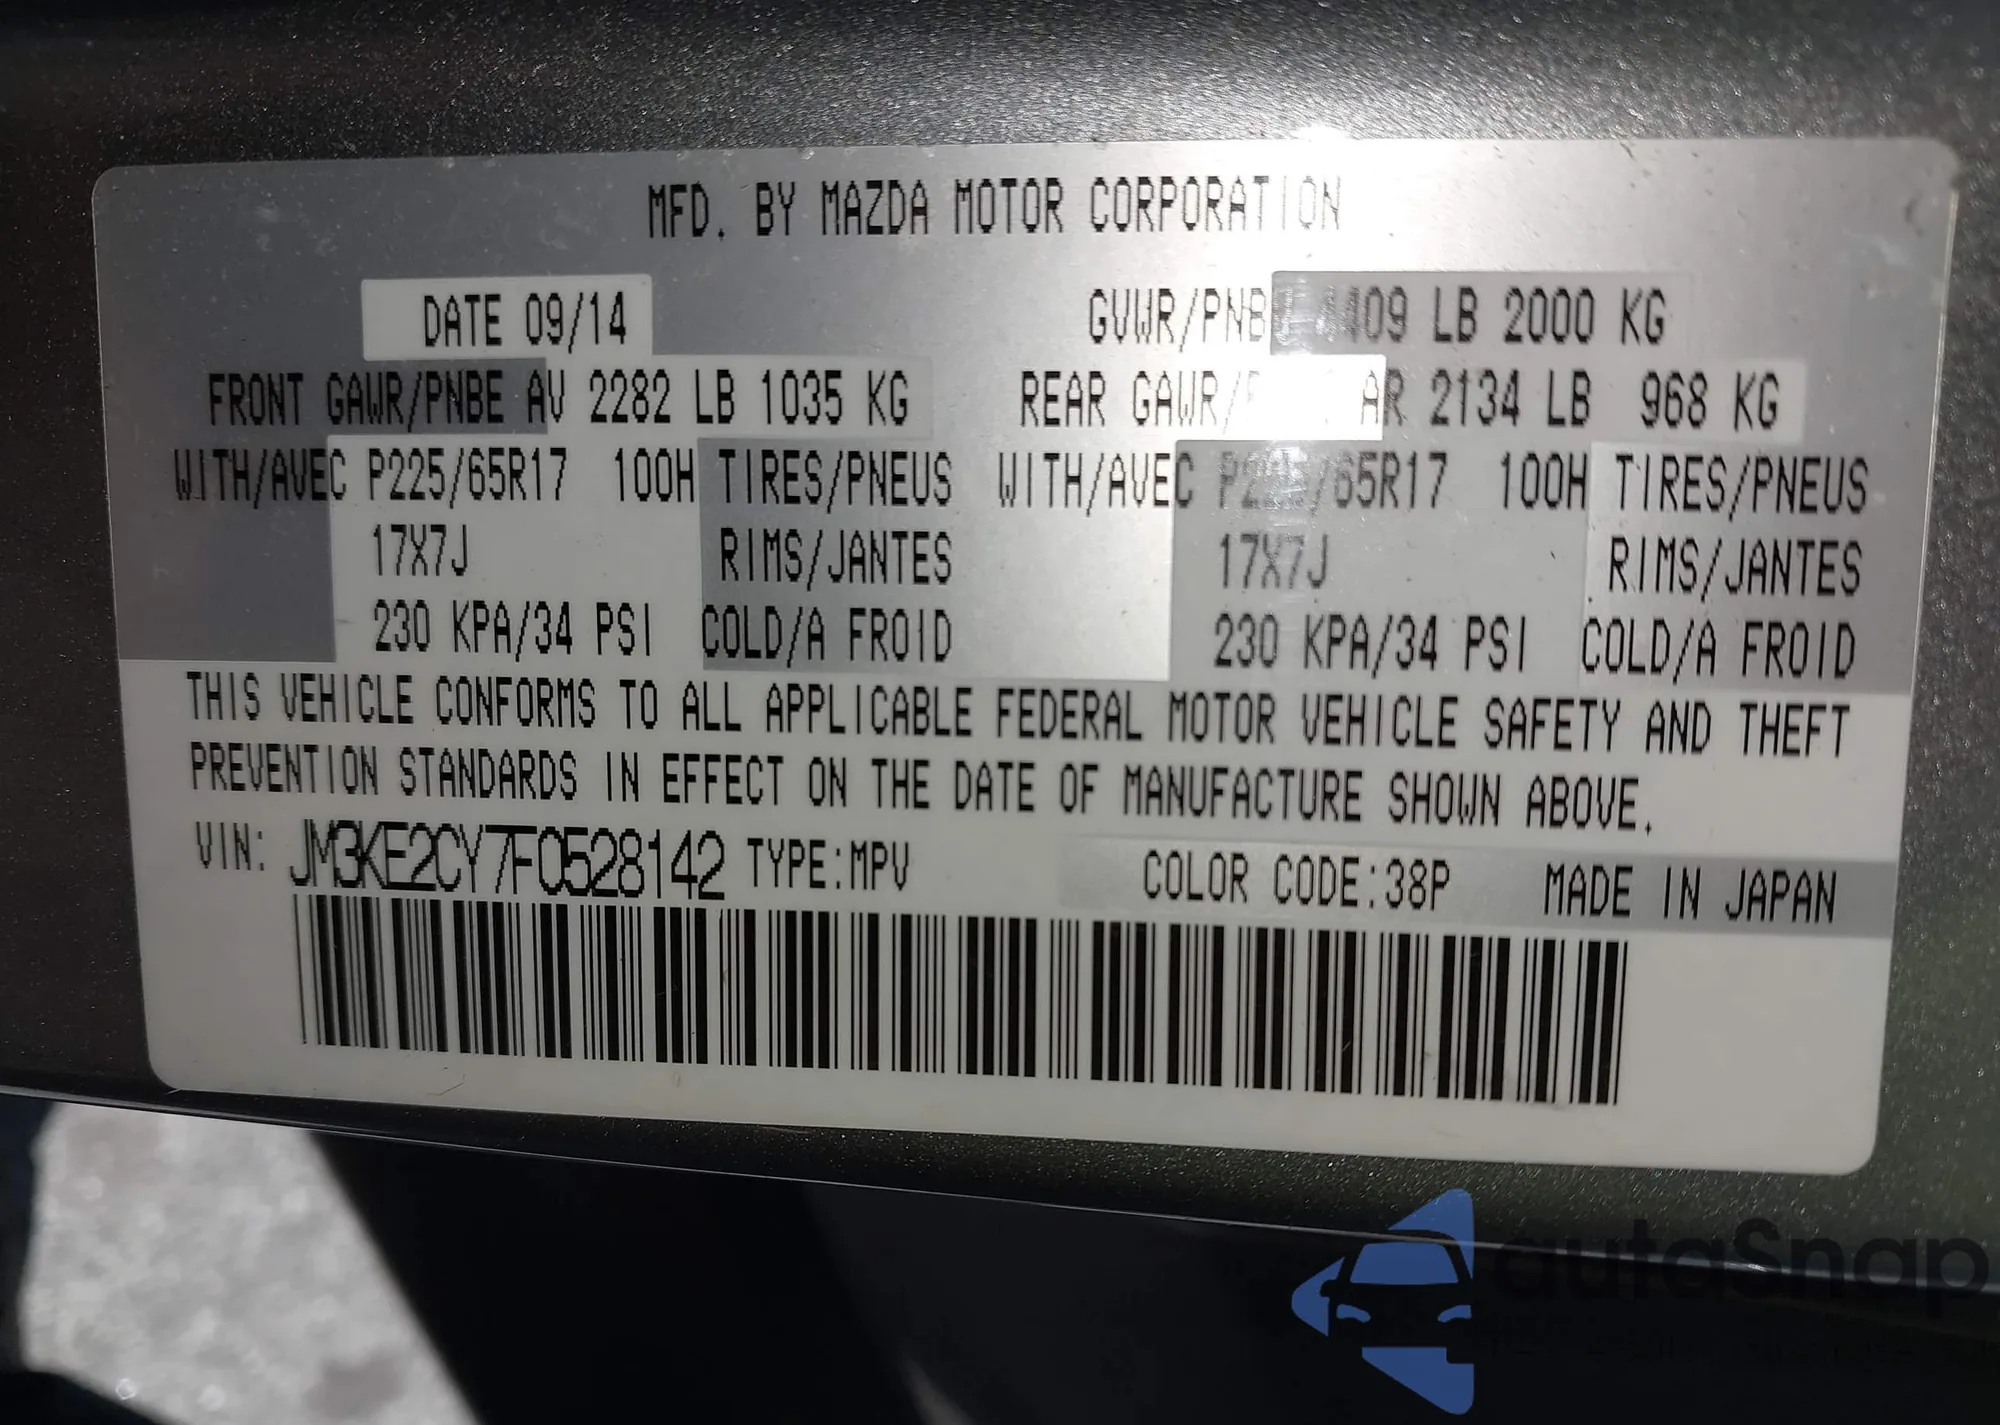 MFD. BY MAZDA MOTOR CORPORATION
DATE 09/14 GVWR/PNB 4409 LB 2000 KG
FRONT GAWR/PNBE AV 2282 LB 1035 KG REAR GAWR/ AR 2134 LB 968 KG
WITH/AVEC P225/65R17 100H TIRES/PNEUS WITH/AVEC P225/65R17 100H TIRES/PNEUS
17X7J RIMS/JANTES 17X7J RIMS/JANTES
230 KPA/34 PSI COLD/A FROID 230 KPA/34 PSI COLD/A FROID
THIS VEHICLE CONFORMS TO ALL APPLICABLE FEDERAL MOTOR VEHICLE SAFETY AND THEFT
PREVENTION STANDARDS IN EFFECT ON THE DATE OF MANUFACTURE SHOWN ABOVE.
VIN: JM3KE2CY7F0528142 TYPE:MPV COLOR CODE:38P MADE IN JAPAN
autoSnap